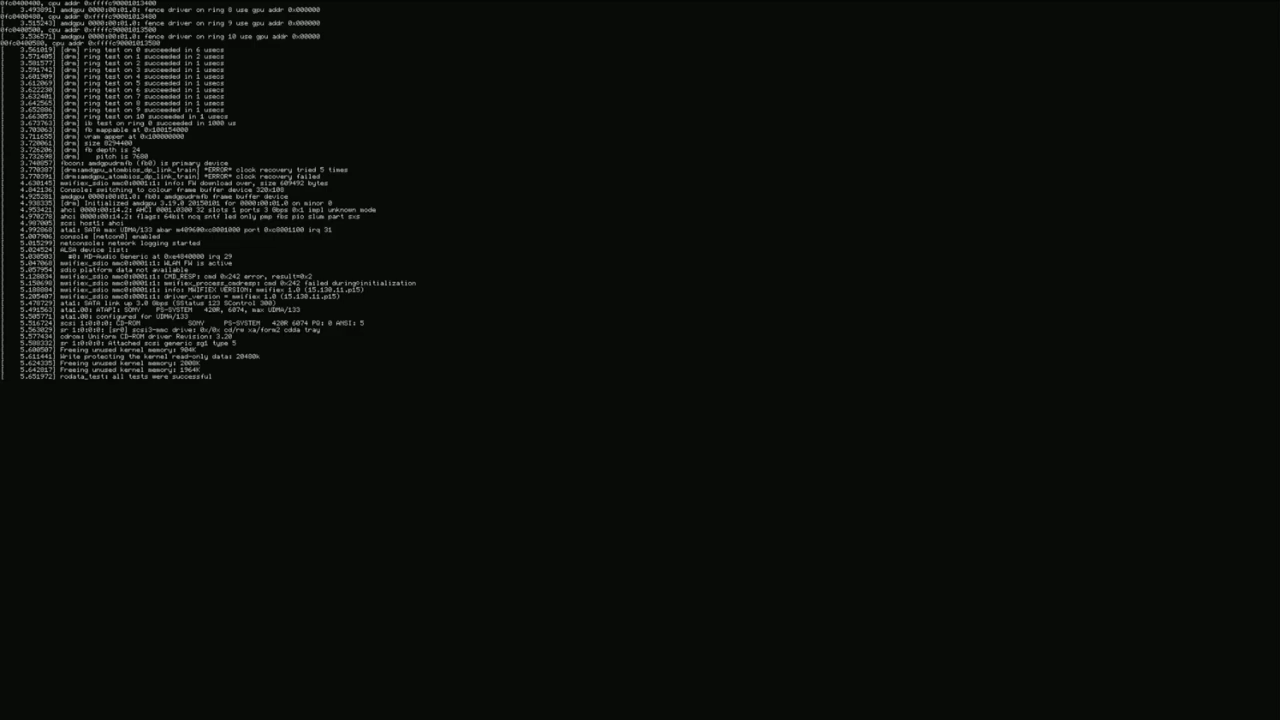 0fc0400400, cpu addr 0xffffc90001013400
[    3.493891] amdgpu 0000:00:01.0: fence driver on ring 8 use gpu addr 0x000000
0fc0400480, cpu addr 0xffffc90001013480
[    3.515243] amdgpu 0000:00:01.0: fence driver on ring 9 use gpu addr 0x000000
0fc0400500, cpu addr 0xffffc90001013500
[    3.536571] amdgpu 0000:00:01.0: fence driver on ring 10 use gpu addr 0x00000
00fc0400580, cpu addr 0xffffc90001013580
[    3.561019] [drm] ring test on 0 succeeded in 6 usecs
[    3.571405] [drm] ring test on 1 succeeded in 2 usecs
[    3.581577] [drm] ring test on 2 succeeded in 1 usecs
[    3.591742] [drm] ring test on 3 succeeded in 1 usecs
[    3.601909] [drm] ring test on 4 succeeded in 1 usecs
[    3.612069] [drm] ring test on 5 succeeded in 1 usecs
[    3.622230] [drm] ring test on 6 succeeded in 1 usecs
[    3.632401] [drm] ring test on 7 succeeded in 1 usecs
[    3.642565] [drm] ring test on 8 succeeded in 1 usecs
[    3.652886] [drm] ring test on 9 succeeded in 1 usecs
[    3.663053] [drm] ring test on 10 succeeded in 1 usecs
[    3.673763] [drm] ib test on ring 0 succeeded in 1000 us
[    3.703063] [drm] fb mappable at 0x100154000
[    3.711655] [drm] vram apper at 0x100000000
[    3.720061] [drm] size 8294400
[    3.726206] [drm] fb depth is 24
[    3.732698] [drm]    pitch is 7680
[    3.740857] fbcon: amdgpudrmfb (fb0) is primary device
[    3.770387] [drm:amdgpu_atombios_dp_link_train] *ERROR* clock recovery tried 5 times
[    3.770391] [drm:amdgpu_atombios_dp_link_train] *ERROR* clock recovery failed
[    4.630145] mwifiex_sdio mmc0:0001:1: info: FW download over, size 609492 bytes
[    4.842136] Console: switching to colour frame buffer device 320x108
[    4.925281] amdgpu 0000:00:01.0: fb0: amdgpudrmfb frame buffer device
[    4.938335] [drm] Initialized amdgpu 3.19.0 20150101 for 0000:00:01.0 on minor 0
[    4.953421] ahci 0000:00:14.2: AHCI 0001.0300 32 slots 1 ports 3 Gbps 0x1 impl unknown mode
[    4.970278] ahci 0000:00:14.2: flags: 64bit ncq sntf led only pmp fbs pio slum part sxs
[    4.987005] scsi host1: ahci
[    4.992868] ata1: SATA max UDMA/133 abar m4096@0xc8001000 port 0xc8001100 irq 31
[    5.007906] console [netcon0] enabled
[    5.015299] netconsole: network logging started
[    5.024524] ALSA device list:
[    5.030503]   #0: HD-Audio Generic at 0xe4840000 irq 29
[    5.047068] mwifiex_sdio mmc0:0001:1: WLAN FW is active
[    5.057954] sdio platform data not available
[    5.128034] mwifiex_sdio mmc0:0001:1: CMD_RESP: cmd 0x242 error, result=0x2
[    5.150698] mwifiex_sdio mmc0:0001:1: mwifiex_process_cmdresp: cmd 0x242 failed during initialization
[    5.188084] mwifiex_sdio mmc0:0001:1: info: MWIFIEX VERSION: mwifiex 1.0 (15.130.11.p15)
[    5.205407] mwifiex_sdio mmc0:0001:1: driver_version = mwifiex 1.0 (15.130.11.p15)
[    5.478729] ata1: SATA link up 3.0 Gbps (SStatus 123 SControl 300)
[    5.491563] ata1.00: ATAPI: SONY    PS-SYSTEM   420R, 6074, max UDMA/133
[    5.505771] ata1.00: configured for UDMA/133
[    5.516724] scsi 1:0:0:0: CD-ROM            SONY     PS-SYSTEM   420R 6074 PQ: 0 ANSI: 5
[    5.563029] sr 1:0:0:0: [sr0] scsi3-mmc drive: 0x/0x cd/rw xa/form2 cdda tray
[    5.577434] cdrom: Uniform CD-ROM driver Revision: 3.20
[    5.588332] sr 1:0:0:0: Attached scsi generic sg1 type 5
[    5.600507] Freeing unused kernel memory: 904K
[    5.611441] Write protecting the kernel read-only data: 20480k
[    5.624335] Freeing unused kernel memory: 2008K
[    5.642817] Freeing unused kernel memory: 1964K
[    5.651972] rodata_test: all tests were successful